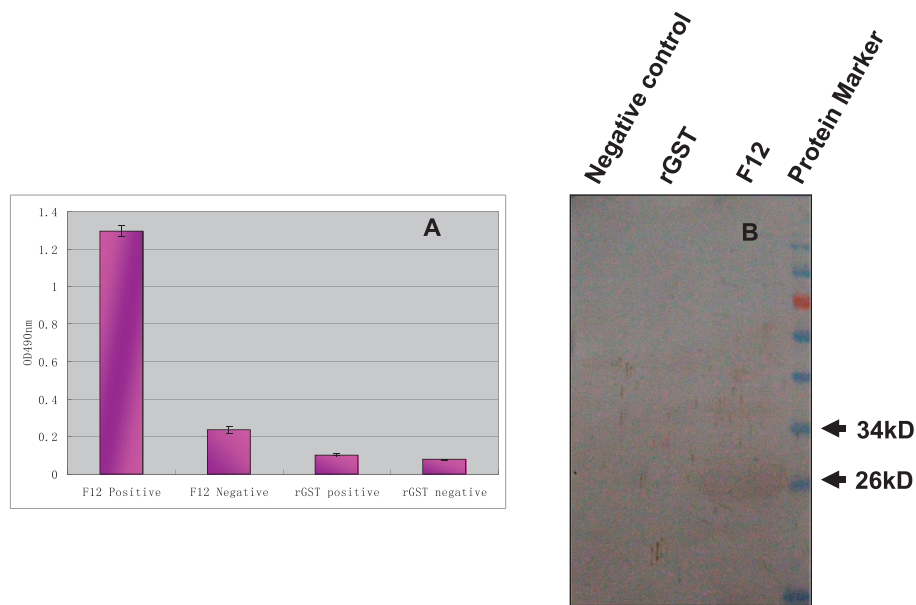 Negative control
rGST
F12
Protein Marker
A
1.4
1.2
1
0.8
0.6
0.4
0.2
0
OD490nm
F12 Positive
F12 Negative
rGST positive
rGST negative
B
34kD
26kD